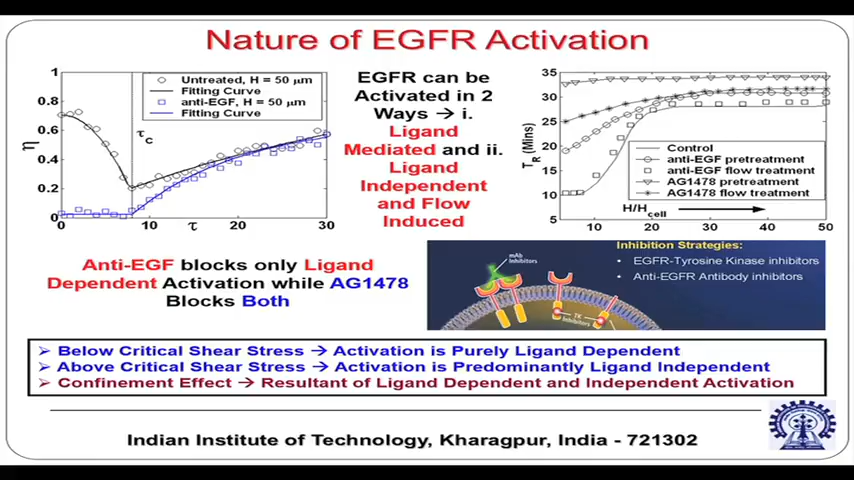 Nature of EGFR Activation
1
0.8
0.6
0.4
0.2
0
η
0
10
20
30
τ
τc
Untreated, H = 50 μm
Fitting Curve
anti-EGF, H = 50 μm
Fitting Curve
EGFR can be
Activated in 2
Ways → i.
Ligand
Mediated and ii.
Ligand
Independent
and Flow
Induced
35
30
25
20
15
10
5
TR (Mins)
10
20
30
40
50
H/Hcell
Control
anti-EGF pretreatment
anti-EGF flow treatment
AG1478 pretreatment
AG1478 flow treatment
Anti-EGF blocks only Ligand
Dependent Activation while AG1478
Blocks Both
mAb
Inhibitors
TK
Inhibitors
Inhibition Strategies:
• EGFR-Tyrosine Kinase inhibitors
• Anti-EGFR Antibody inhibitors
➢ Below Critical Shear Stress → Activation is Purely Ligand Dependent
➢ Above Critical Shear Stress → Activation is Predominantly Ligand Independent
➢ Confinement Effect → Resultant of Ligand Dependent and Independent Activation
Indian Institute of Technology, Kharagpur, India - 721302